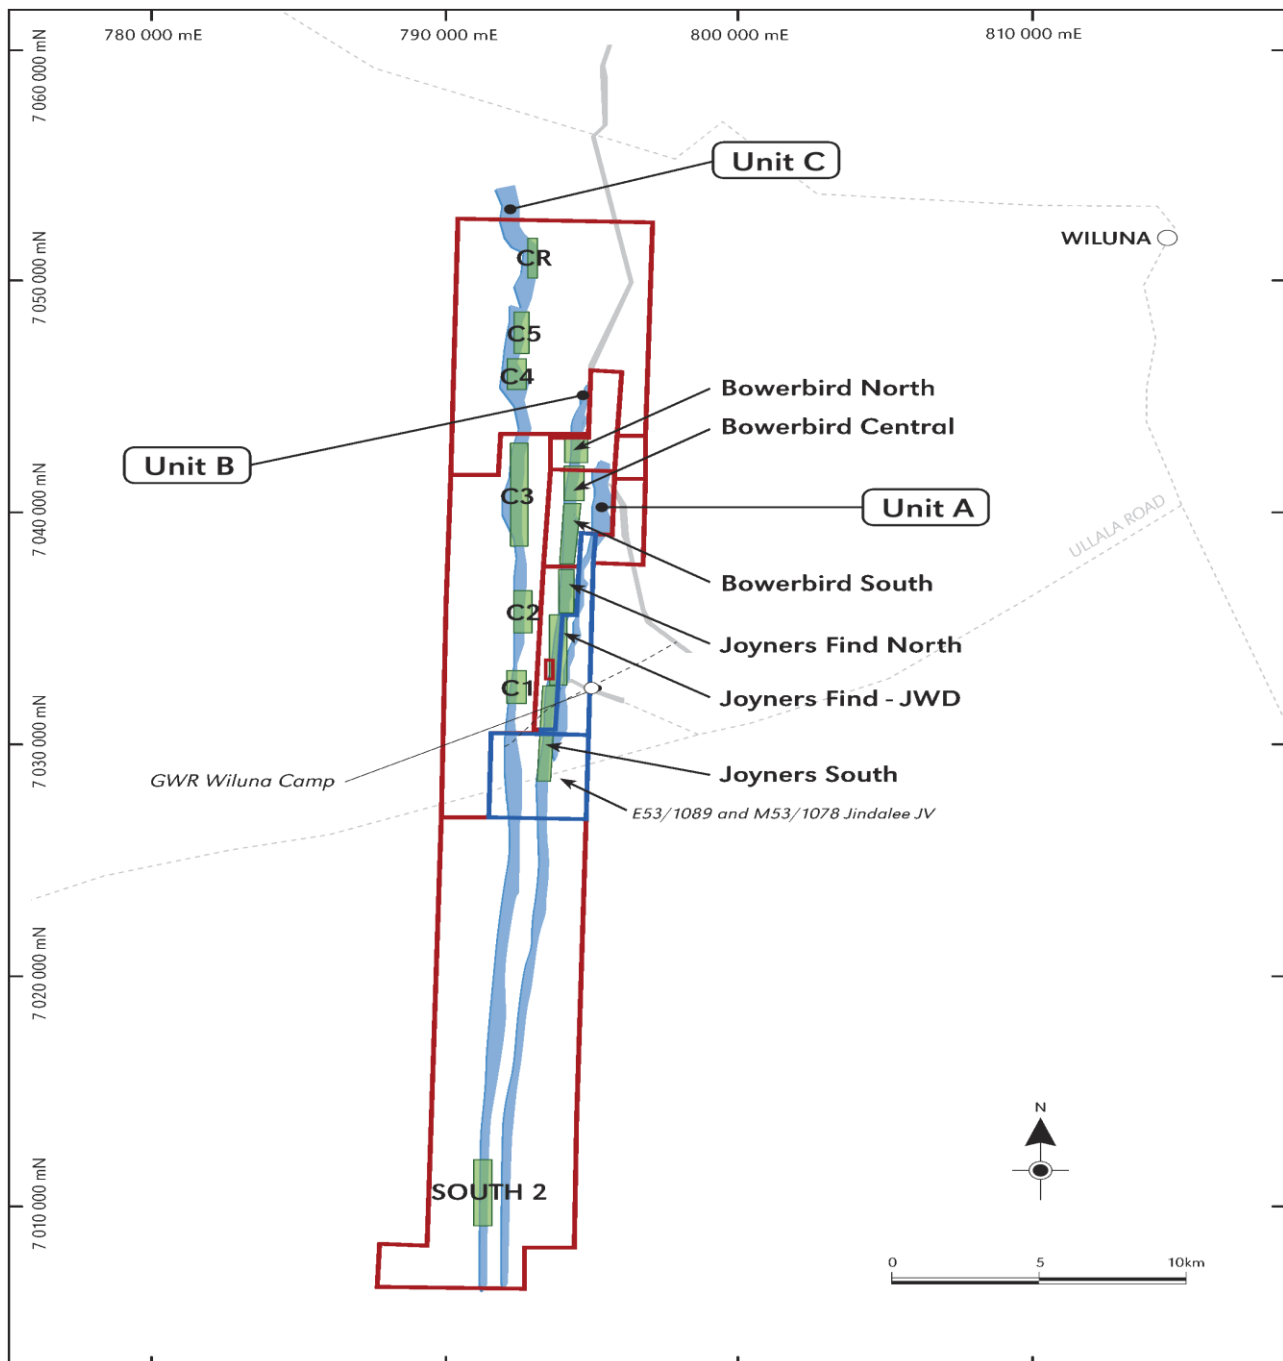 780 000 mE
790 000 mE
800 000 mE
810 000 mE
7 060 000 mN
Unit C
WILUNA
CR
7 050 000 mN
C5
C4
Bowerbird North
Bowerbird Central
Unit B
C3
Unit A
7 040 000 mN
ULLALA ROAD
Bowerbird South
C2
Joyners Find North
C1
Joyners Find - JWD
7 030 000 mN
GWR Wiluna Camp
Joyners South
E53/1089 and M53/1078 Jindalee JV
7 020 000 mN
N
7 010 000 mN
SOUTH 2
0 5 10km